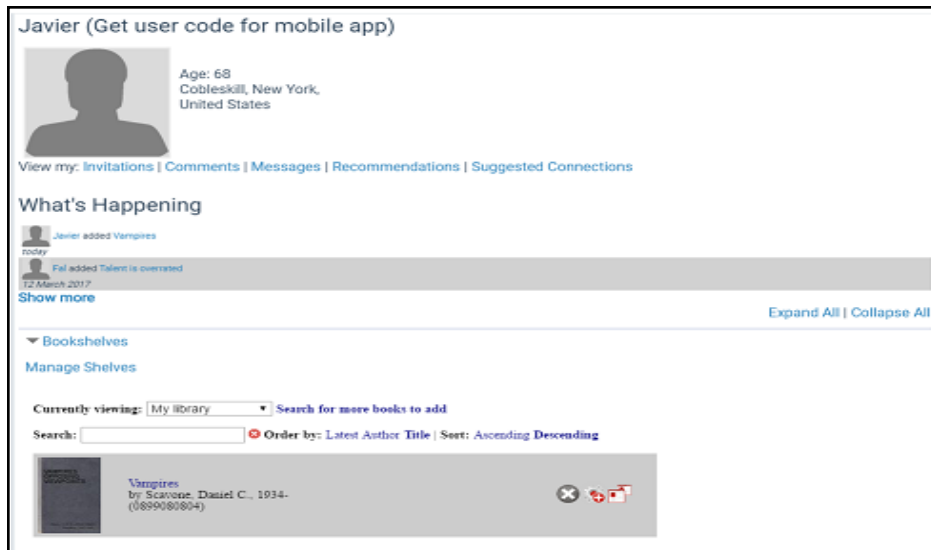 Javier (Get user code for mobile app)
Age: 68
Cobleskill, New York,
United States
View my: Invitations | Comments | Messages | Recommendations | Suggested Connections
What's Happening
Javier added Vampires
today
Fal added Talent is overrated
12 March 2017
Show more
Expand All | Collapse All
Bookshelves
Manage Shelves
Currently viewing: My library Search for more books to add
Search: Order by: Latest Author Title | Sort: Ascending Descending
VAMPIRES
OPPOSING
VIEWPOINTS
Vampires
by Scavone, Daniel C., 1934-
(0899080804)